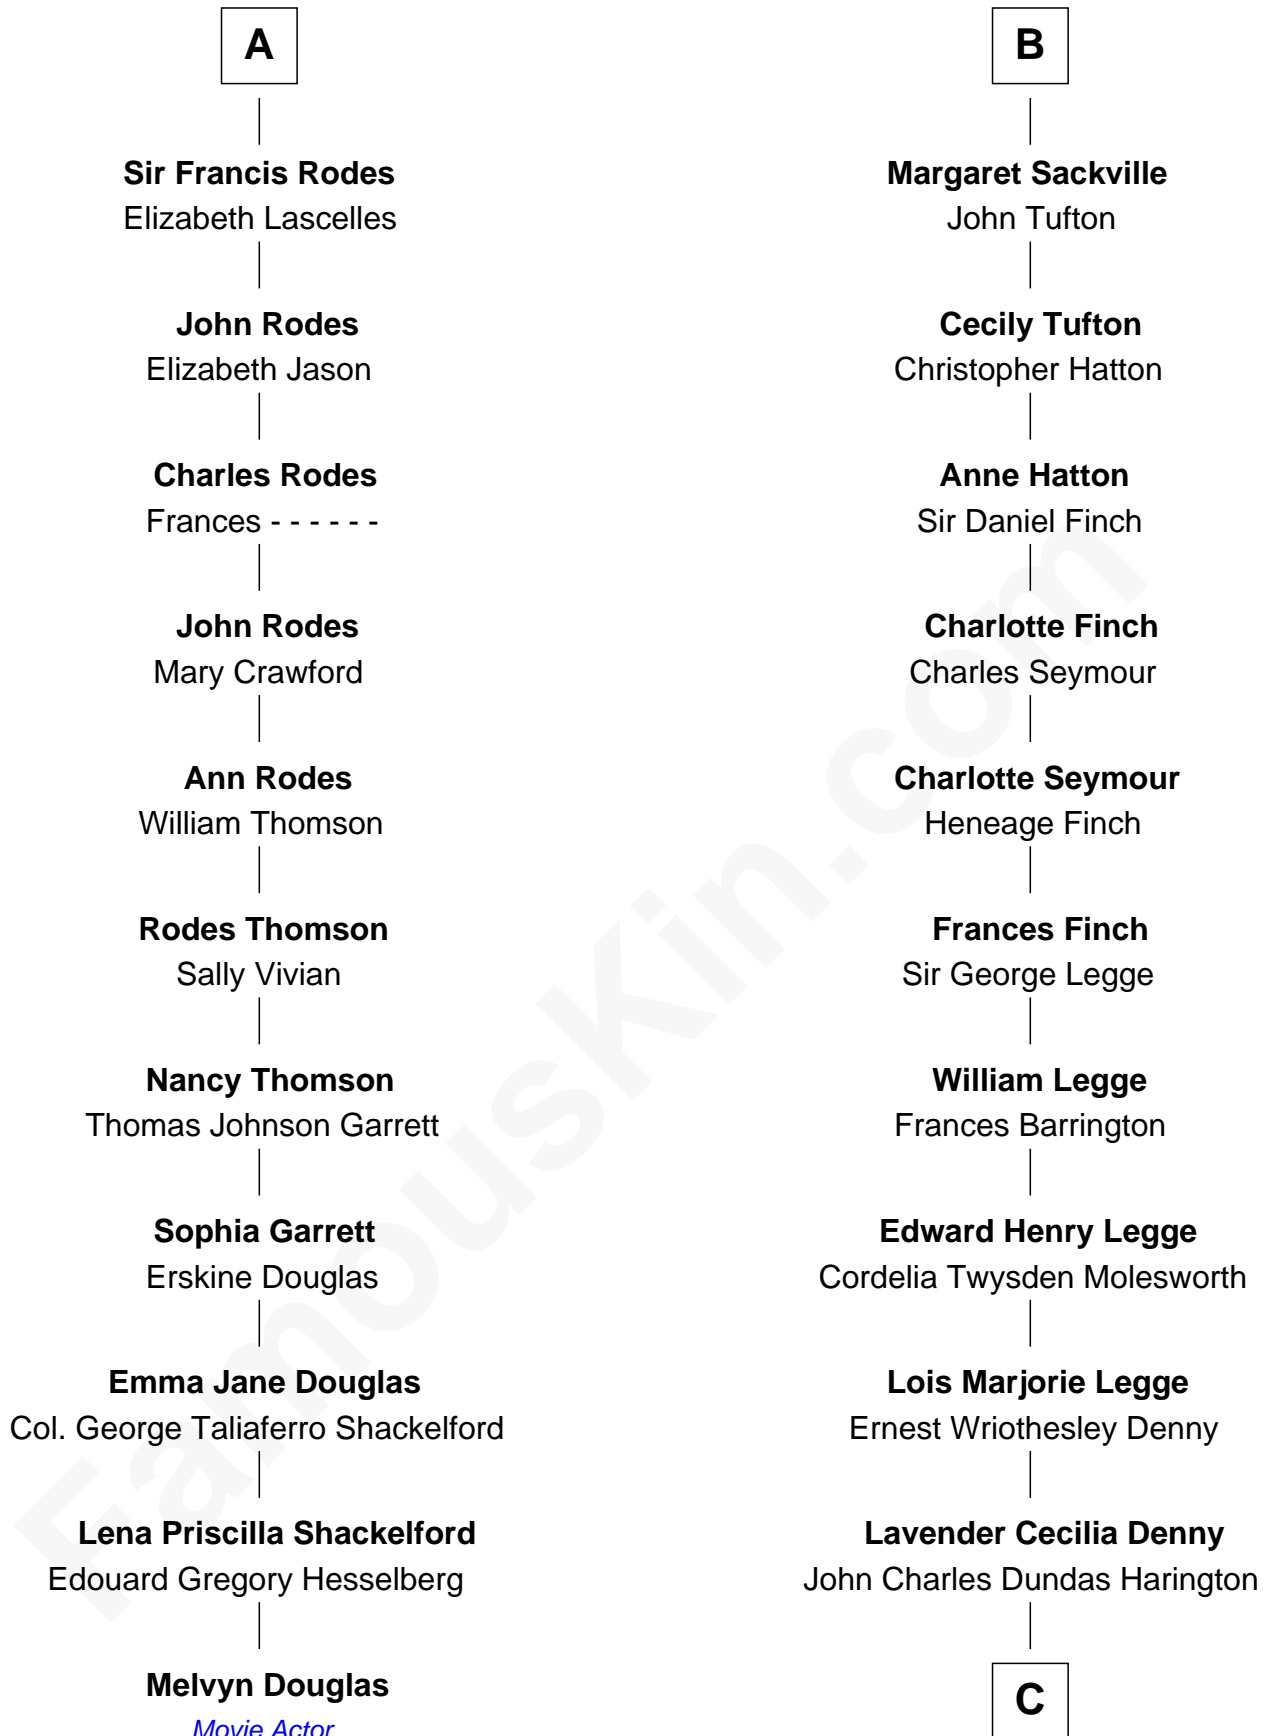 A
Sir Francis Rodes
Elizabeth Lascelles
John Rodes
Elizabeth Jason
Charles Rodes
Frances - - - - - -
John Rodes
Mary Crawford
Ann Rodes
William Thomson
Rodes Thomson
Sally Vivian
Nancy Thomson
Thomas Johnson Garrett
Sophia Garrett
Erskine Douglas
Emma Jane Douglas
Col. George Taliaferro Shackelford
Lena Priscilla Shackelford
Edouard Gregory Hesselberg
Melvyn Douglas
Movie Actor
B
Margaret Sackville
John Tufton
Cecily Tufton
Christopher Hatton
Anne Hatton
Sir Daniel Finch
Charlotte Finch
Charles Seymour
Charlotte Seymour
Heneage Finch
Frances Finch
Sir George Legge
William Legge
Frances Barrington
Edward Henry Legge
Cordelia Twysden Molesworth
Lois Marjorie Legge
Ernest Wriothesley Denny
Lavender Cecilia Denny
John Charles Dundas Harington
C
FamousKin.com